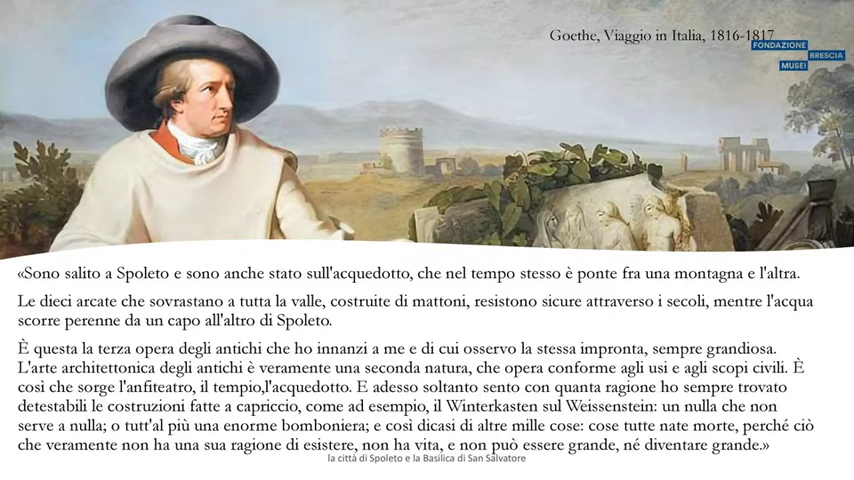 Goethe, Viaggio in Italia, 1816-1817
FONDAZIONE
BRESCIA
MUSEI
«Sono salito a Spoleto e sono anche stato sull'acquedotto, che nel tempo stesso è ponte fra una montagna e l'altra.
Le dieci arcate che sovrastano a tutta la valle, costruite di mattoni, resistono sicure attraverso i secoli, mentre l'acqua
scorre perenne da un capo all'altro di Spoleto.
È questa la terza opera degli antichi che ho innanzi a me e di cui osservo la stessa impronta, sempre grandiosa.
L'arte architettonica degli antichi è veramente una seconda natura, che opera conforme agli usi e agli scopi civili. È
così che sorge l'anfiteatro, il tempio,l'acquedotto. E adesso soltanto sento con quanta ragione ho sempre trovato
detestabili le costruzioni fatte a capriccio, come ad esempio, il Winterkasten sul Weissenstein: un nulla che non
serve a nulla; o tutt'al più una enorme bomboniera; e così dicasi di altre mille cose: cose tutte nate morte, perché ciò
che veramente non ha una sua ragione di esistere, non ha vita, e non può essere grande, né diventare grande.»
la città di Spoleto e la Basilica di San Salvatore